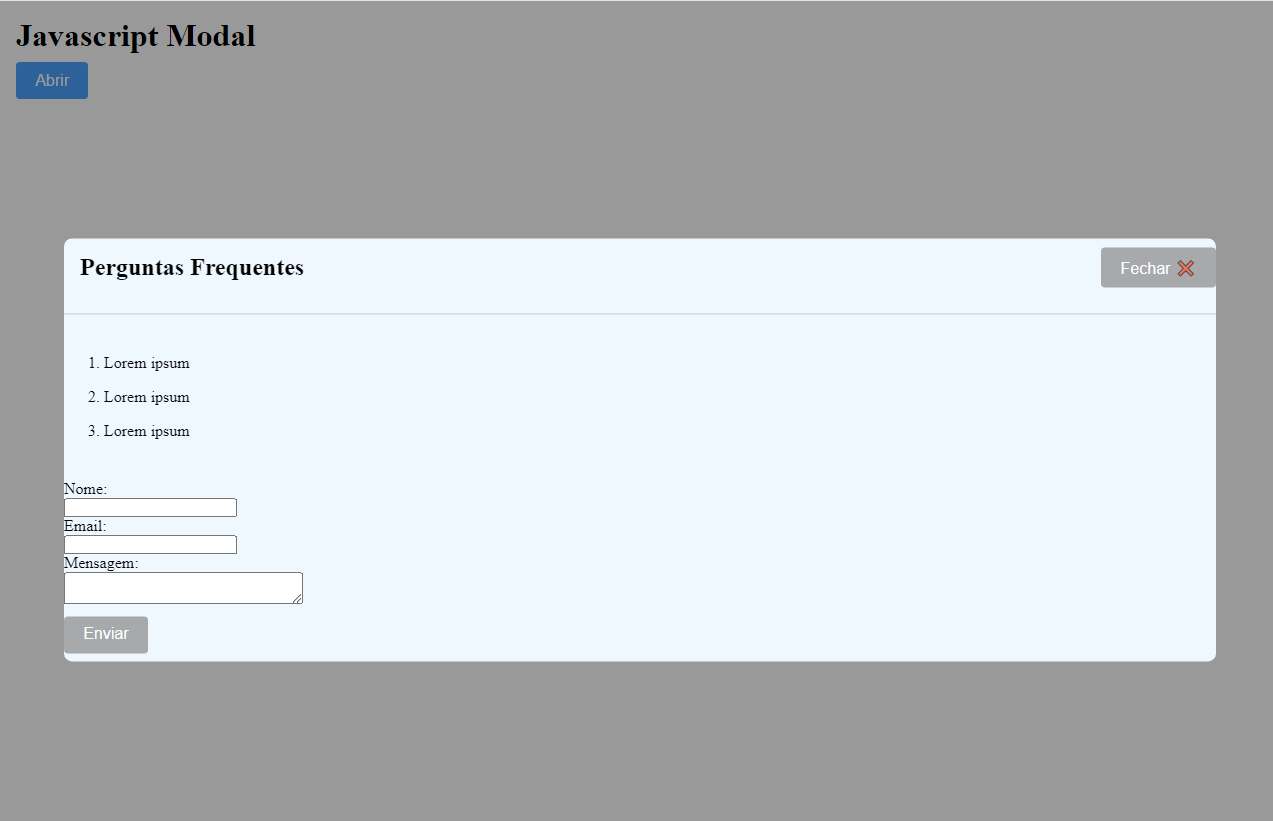 Javascript Modal
Abrir
Perguntas Frequentes
Fechar ❌
1. Lorem ipsum
2. Lorem ipsum
3. Lorem ipsum
Nome:
Email:
Mensagem:
Enviar